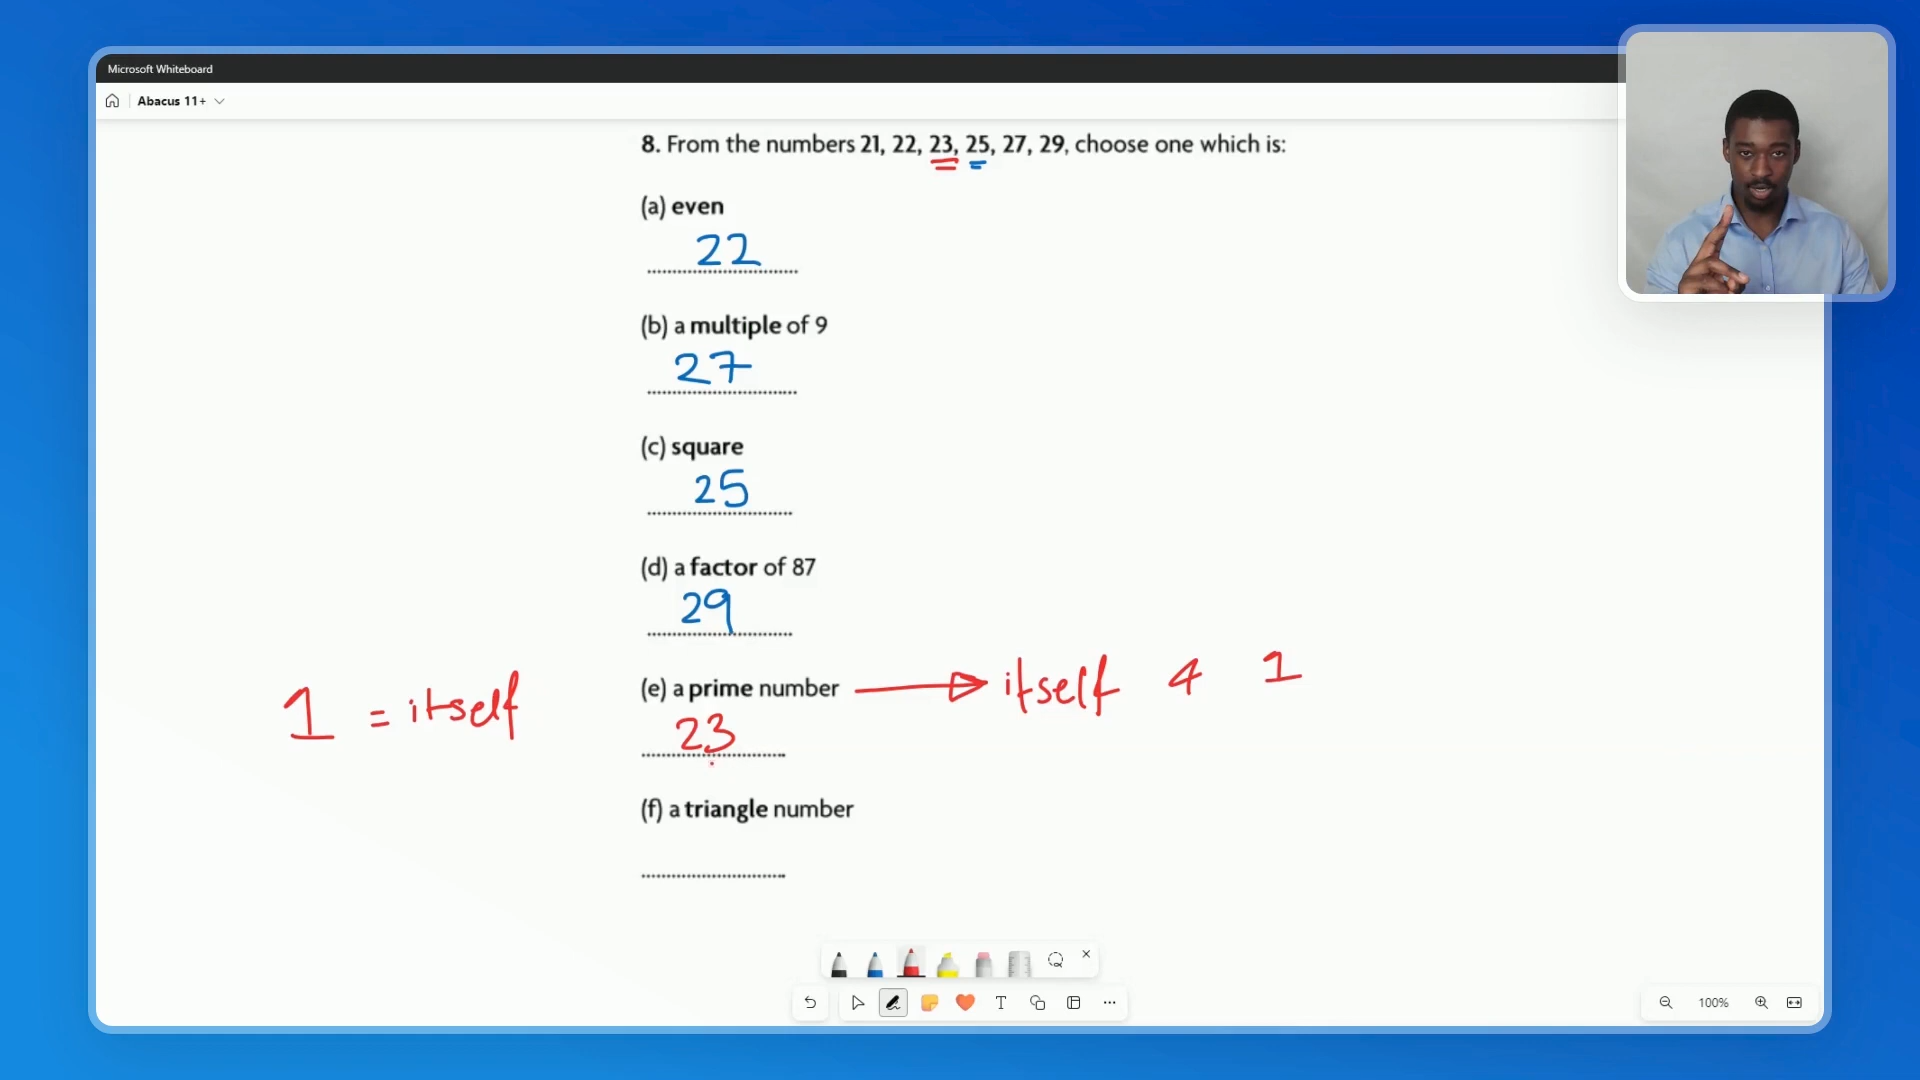 Microsoft Whiteboard
Abacus 11+
8. From the numbers 21, 22, 23, 25, 27, 29, choose one which is:
(a) even
22
(b) a multiple of 9
27
(c) square
25
(d) a factor of 87
29
(e) a prime number
itself 4 1
1 = itself
23
(f) a triangle number
100%